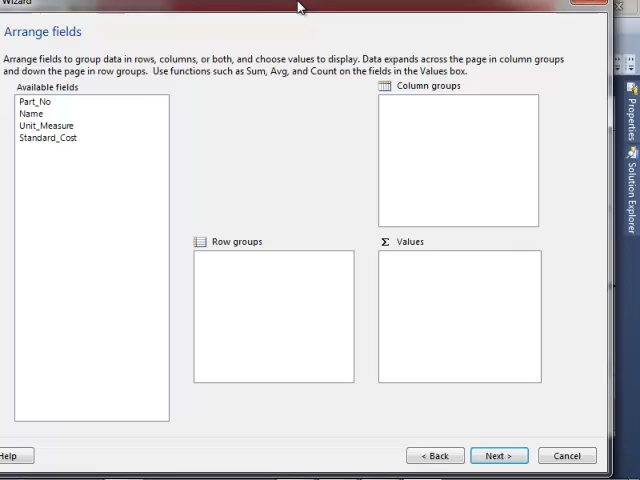 Wizard
Arrange fields
Arrange fields to group data in rows, columns, or both, and choose values to display. Data expands across the page in column groups
and down the page in row groups.  Use functions such as Sum, Avg, and Count on the fields in the Values box.
Available fields
Part_No
Name
Unit_Measure
Standard_Cost
Column groups
Row groups
Σ Values
Properties
Solution Explorer
Help
< Back
Next >
Cancel